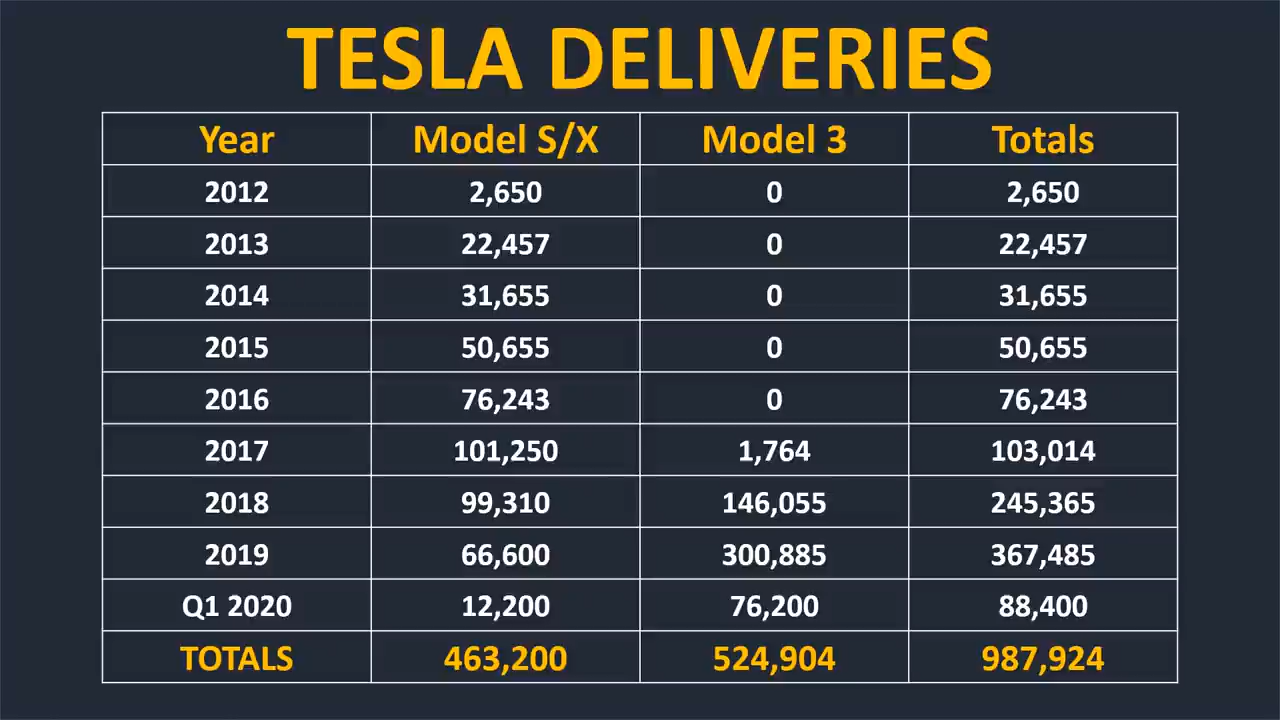 TESLA DELIVERIES
Year Model S/X Model 3 Totals
2012 2,650 0 2,650
2013 22,457 0 22,457
2014 31,655 0 31,655
2015 50,655 0 50,655
2016 76,243 0 76,243
2017 101,250 1,764 103,014
2018 99,310 146,055 245,365
2019 66,600 300,885 367,485
Q1 2020 12,200 76,200 88,400
TOTALS 463,200 524,904 987,924